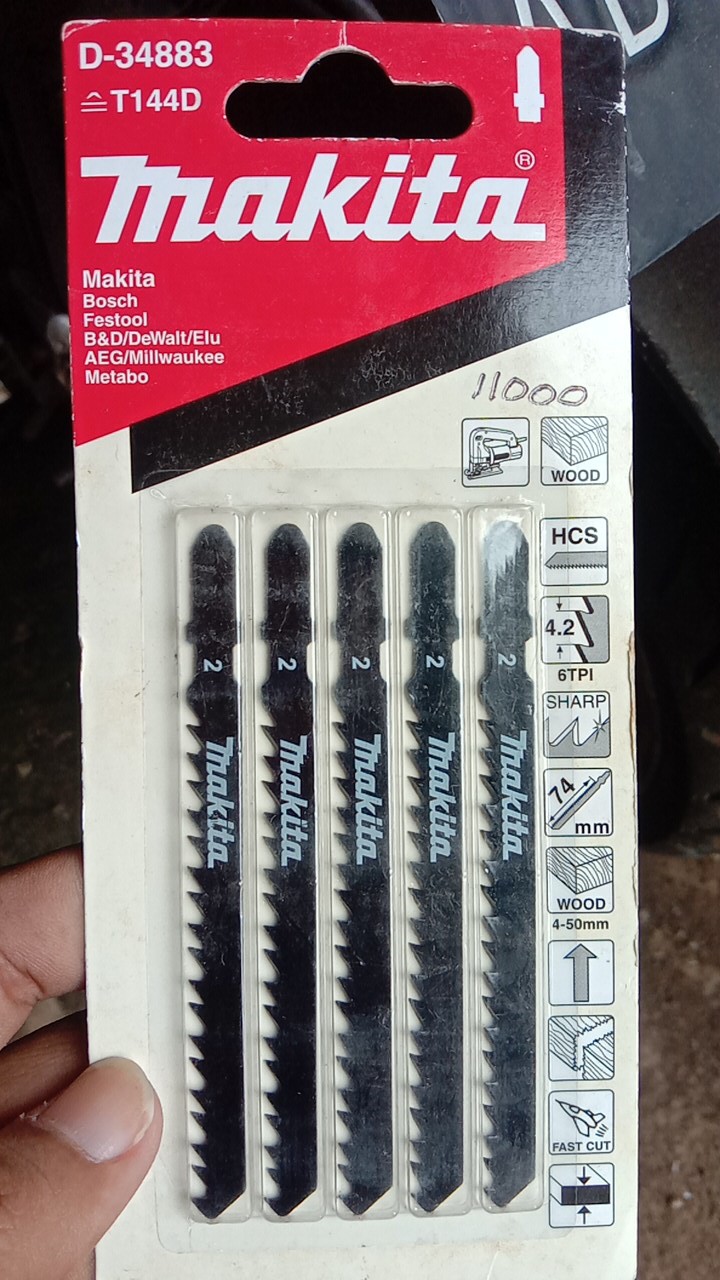 D-34883
≙ T144D
makita®
Makita
Bosch
Festool
B&D/DeWalt/Elu
AEG/Millwaukee
Metabo
11000
WOOD
HCS
4.2
6TPI
SHARP
74
mm
WOOD
4-50mm
FAST CUT
2
makita
2
makita
2
makita
2
makita
2
makita